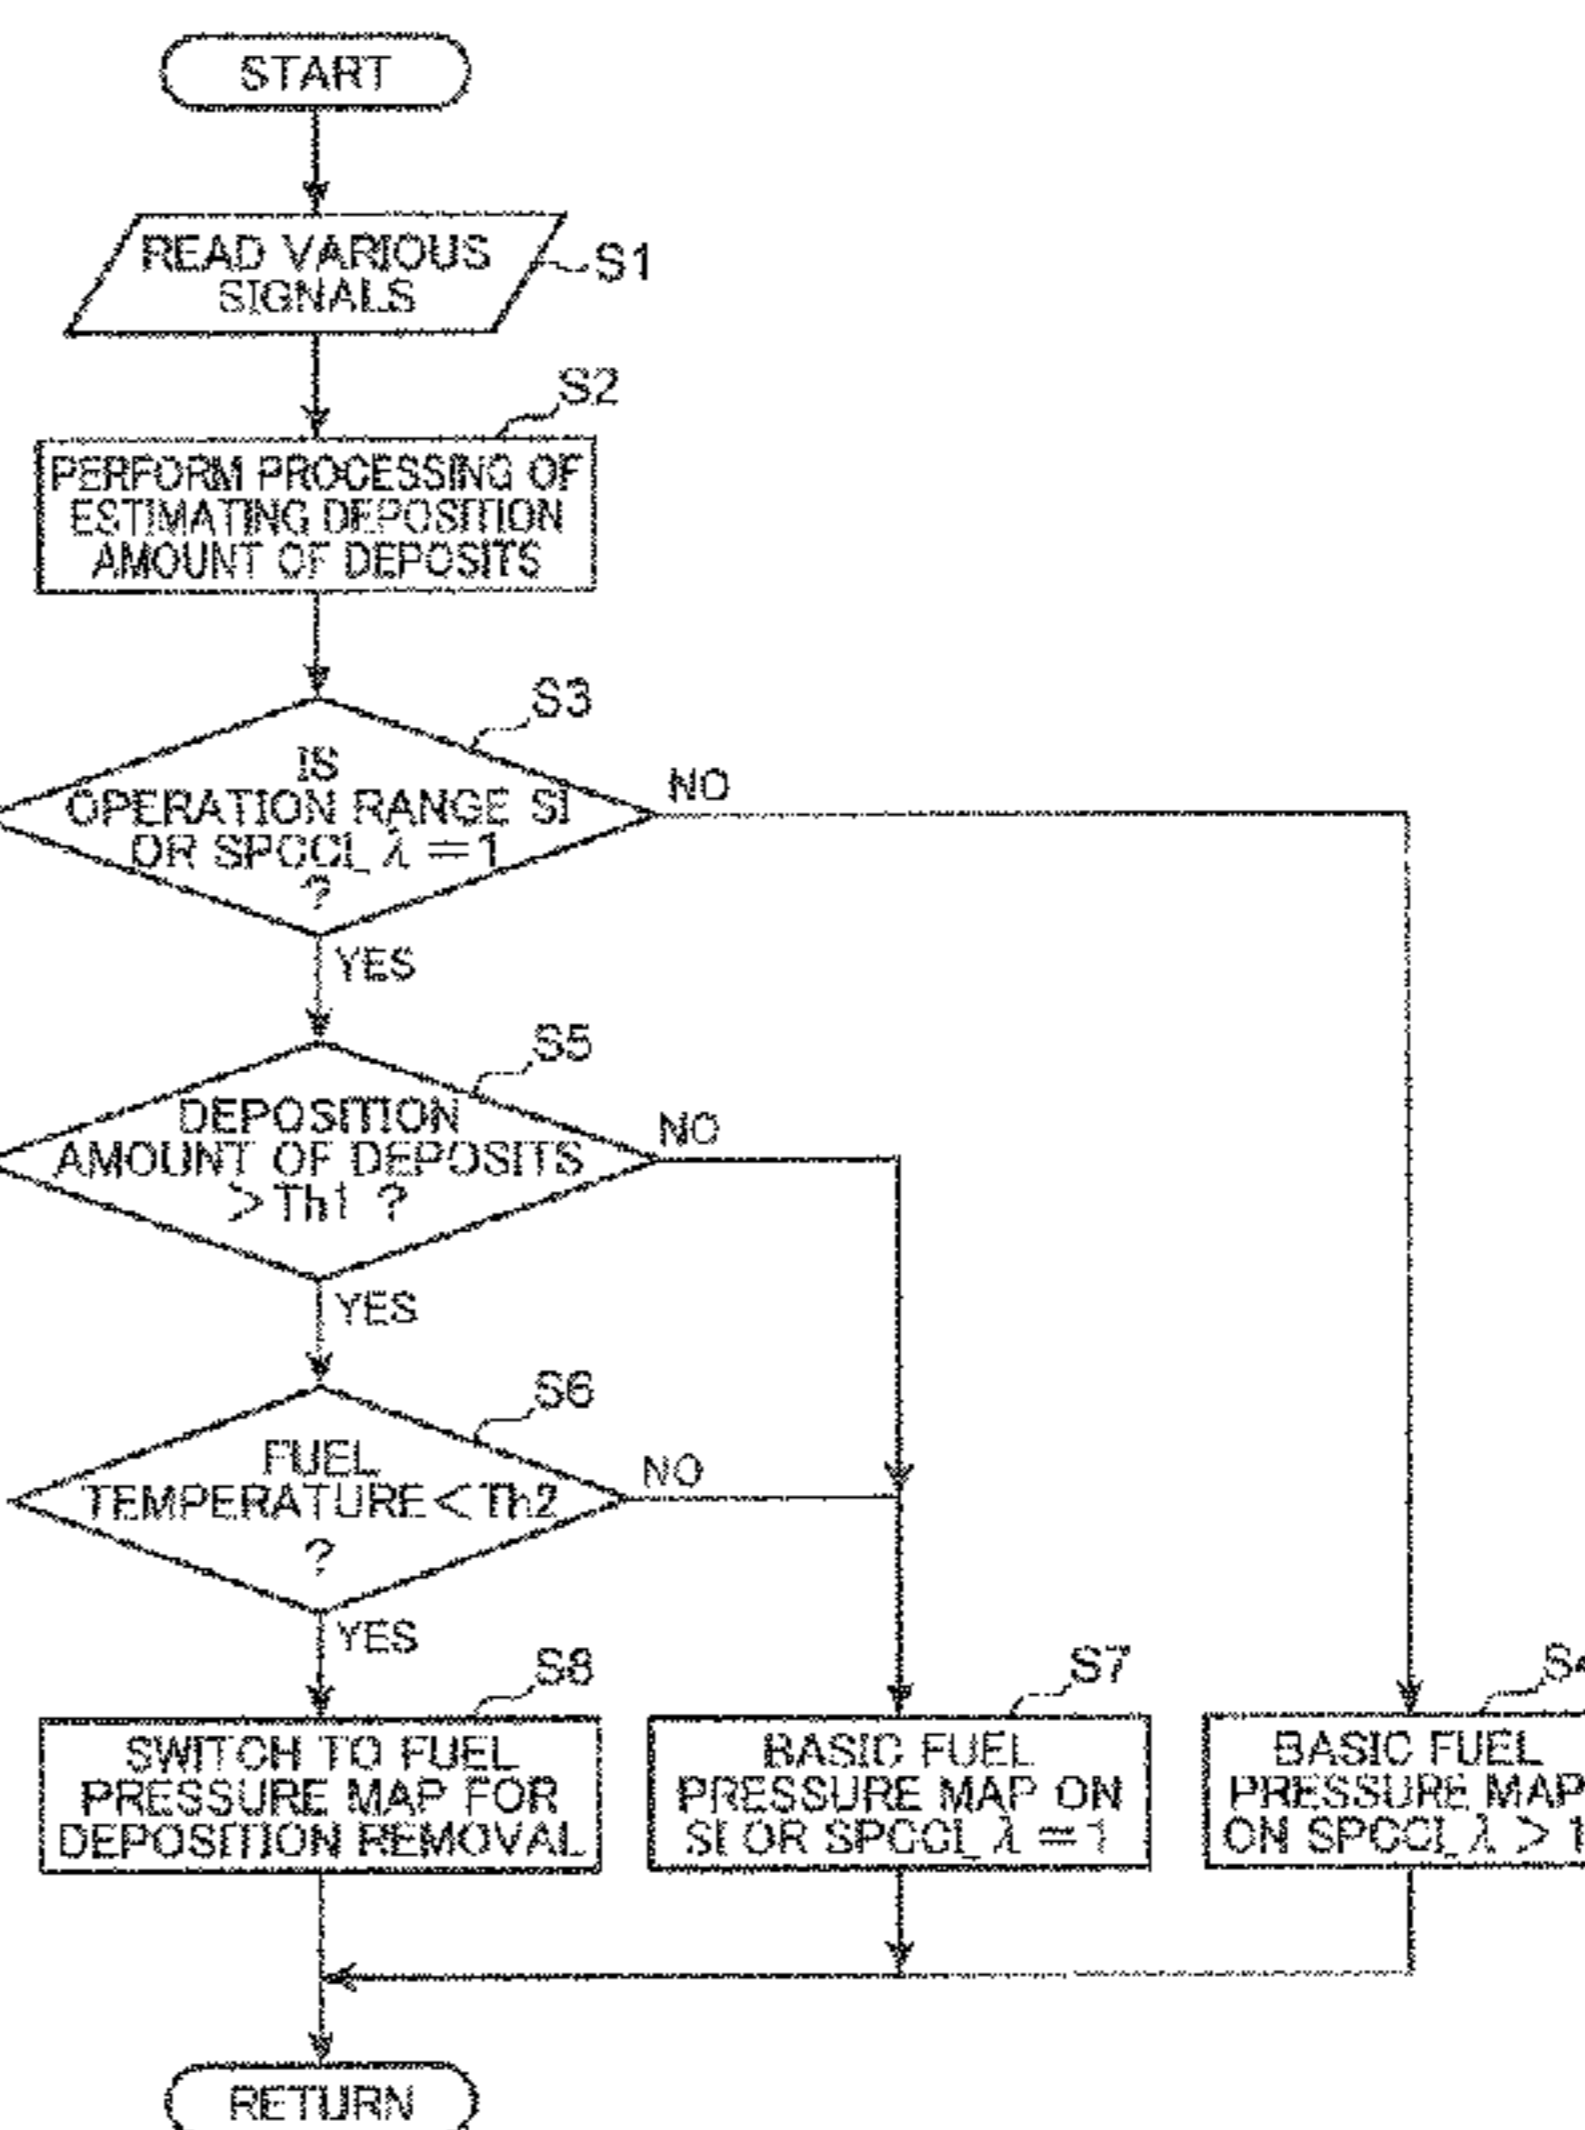 START
READ VARIOUS
SIGNALS
S1
S2
PERFORM PROCESSING OF
ESTIMATING DEPOSITION
AMOUNT OF DEPOSITS
S3
IS
OPERATION RANGE SI
OR SPCCI_λ=1
?
NO
YES
S5
DEPOSITION
AMOUNT OF DEPOSITS
>Th1 ?
NO
YES
S6
FUEL
TEMPERATURE<Th2
?
NO
YES
S8
SWITCH TO FUEL
PRESSURE MAP FOR
DEPOSITION REMOVAL
S7
BASIC FUEL
PRESSURE MAP ON
SI OR SPCCI_λ=1
BASIC FUEL
PRESSURE MAP
ON SPCCI_λ>1
RETURN